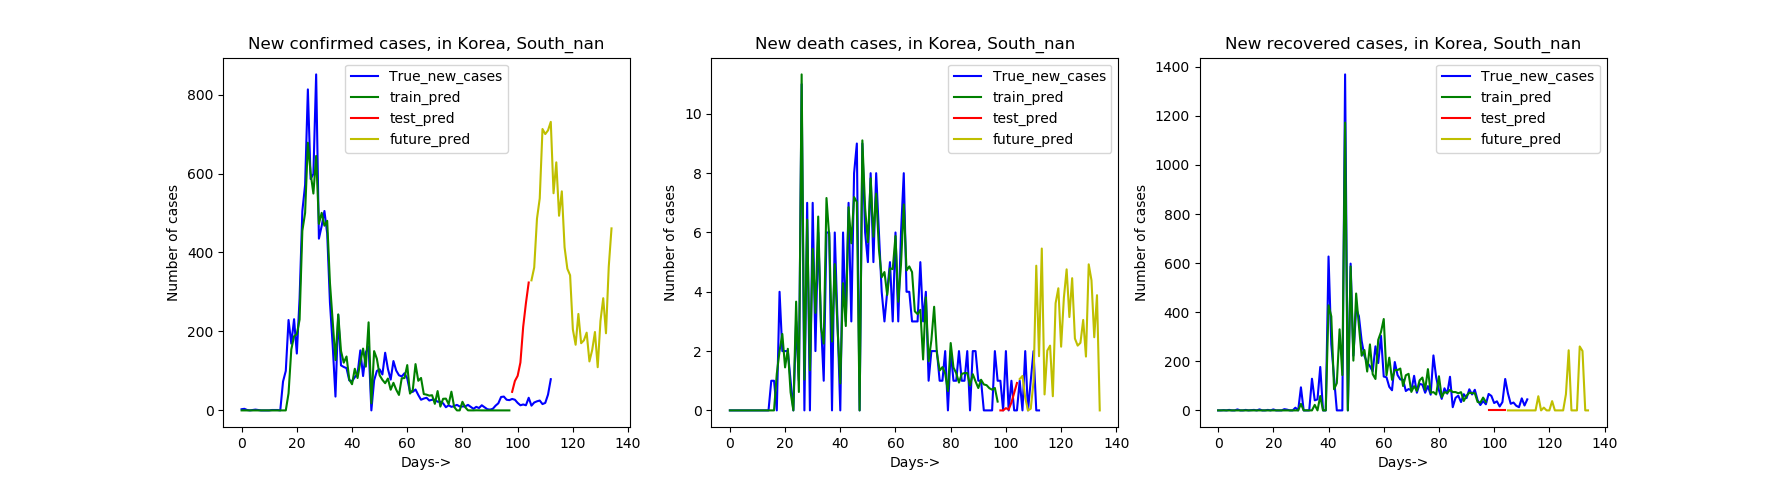 New confirmed cases, in Korea, South_nan
Number of cases
800
600
400
200
0
0 20 40 60 80 100 120 140
Days->
True_new_cases
train_pred
test_pred
future_pred
New death cases, in Korea, South_nan
Number of cases
10
8
6
4
2
0
0 20 40 60 80 100 120 140
Days->
True_new_cases
train_pred
test_pred
future_pred
New recovered cases, in Korea, South_nan
Number of cases
1400
1200
1000
800
600
400
200
0
0 20 40 60 80 100 120 140
Days->
True_new_cases
train_pred
test_pred
future_pred